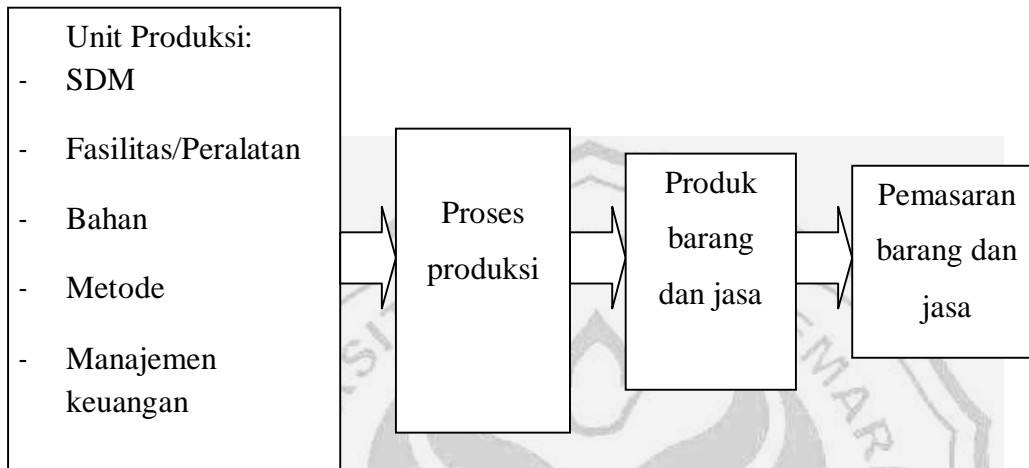 Unit Produksi:
- SDM
- Fasilitas/Peralatan
- Bahan
- Metode
- Manajemen
keuangan
Proses
produksi
Produk
barang
dan jasa
Pemasaran
barang dan
jasa